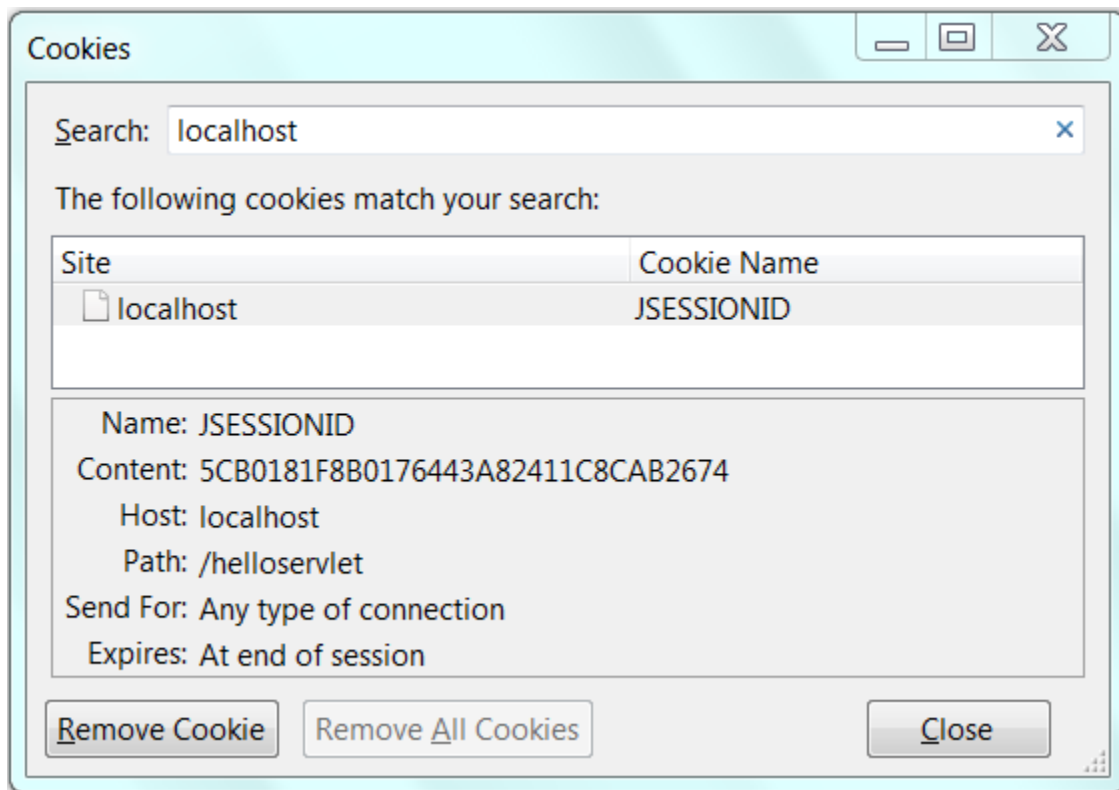 Cookies
Search: localhost
The following cookies match your search:
Site Cookie Name
localhost JSESSIONID
Name: JSESSIONID
Content: 5CB0181F8B0176443A82411C8CAB2674
Host: localhost
Path: /helloservlet
Send For: Any type of connection
Expires: At end of session
Remove Cookie Remove All Cookies Close